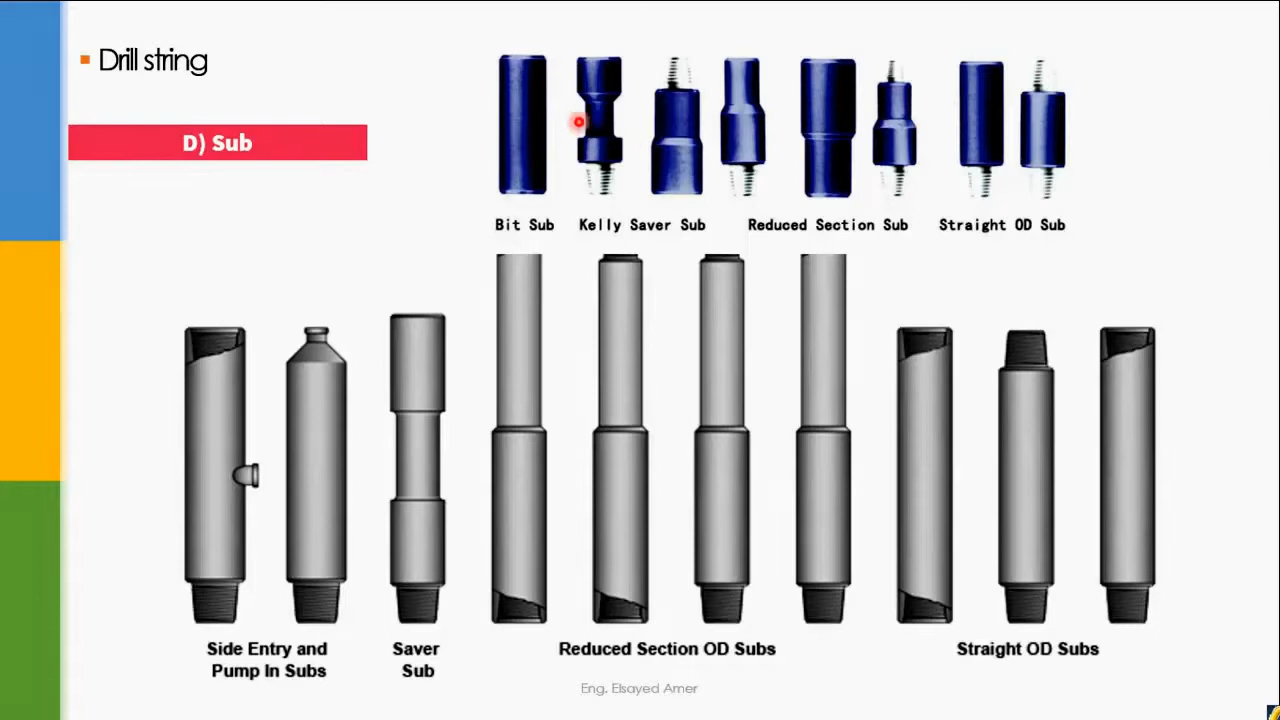 Drill string
D) Sub
Bit Sub
Kelly Saver Sub
Reduced Section Sub
Straight OD Sub
Side Entry and
Pump In Subs
Saver
Sub
Reduced Section OD Subs
Straight OD Subs
Eng. Elsayed Amer